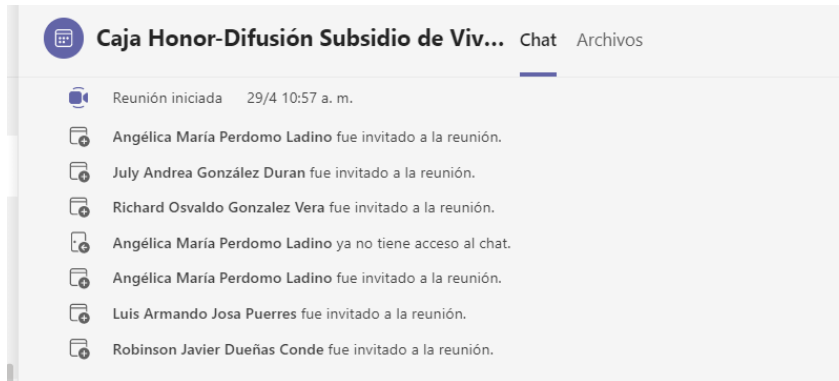 Caja Honor-Difusión Subsidio de Viv... Chat Archivos
Reunión iniciada 29/4 10:57 a. m.
Angélica María Perdomo Ladino fue invitado a la reunión.
July Andrea González Duran fue invitado a la reunión.
Richard Osvaldo Gonzalez Vera fue invitado a la reunión.
Angélica María Perdomo Ladino ya no tiene acceso al chat.
Angélica María Perdomo Ladino fue invitado a la reunión.
Luis Armando Josa Puerres fue invitado a la reunión.
Robinson Javier Dueñas Conde fue invitado a la reunión.